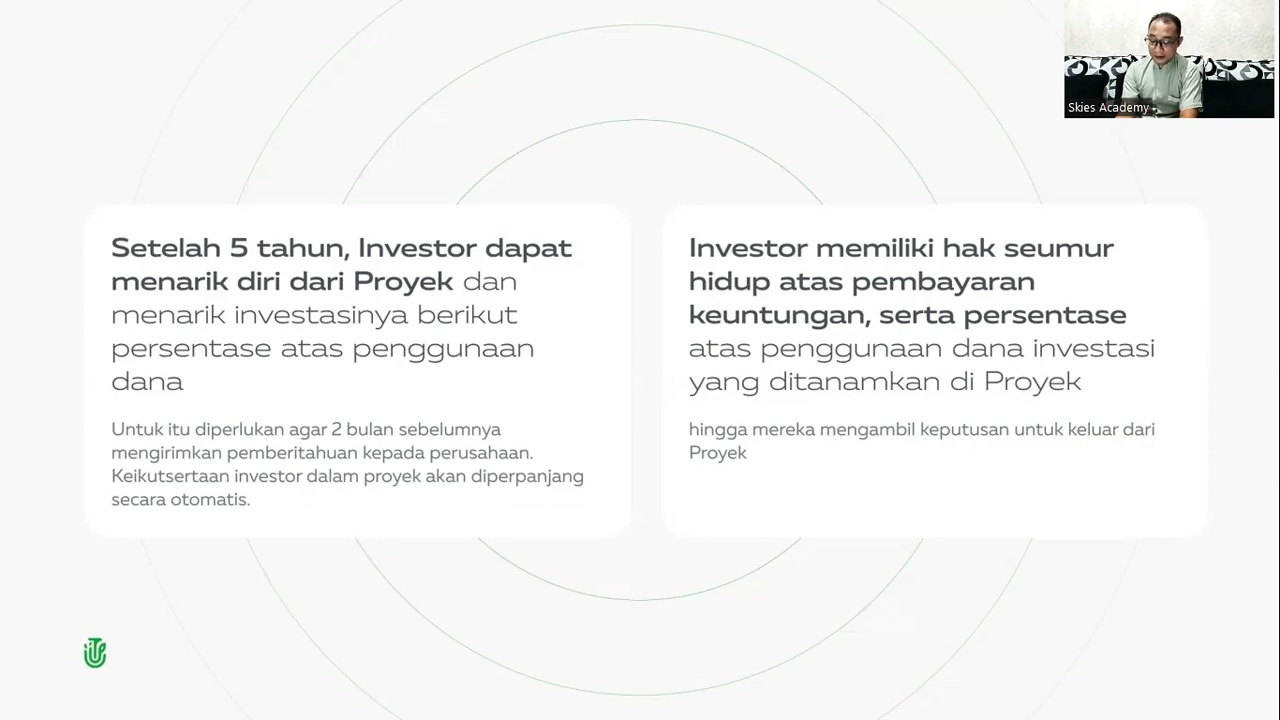 Skies Academy
Setelah 5 tahun, Investor dapat
menarik diri dari Proyek dan
menarik investasinya berikut
persentase atas penggunaan
dana
Untuk itu diperlukan agar 2 bulan sebelumnya
mengirimkan pemberitahuan kepada perusahaan.
Keikutsertaan investor dalam proyek akan diperpanjang
secara otomatis.
Investor memiliki hak seumur
hidup atas pembayaran
keuntungan, serta persentase
atas penggunaan dana investasi
yang ditanamkan di Proyek
hingga mereka mengambil keputusan untuk keluar dari
Proyek